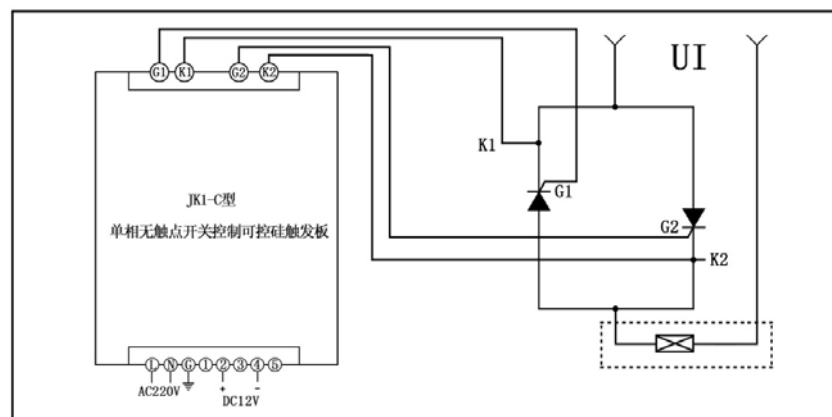 G1 K1 G2 K2
UI
K1
G1
G2
K2
JK1-C型
单相无触点开关控制可控硅触发板
L N G 1 2 3 4 5
AC220V
+ -
DC12V